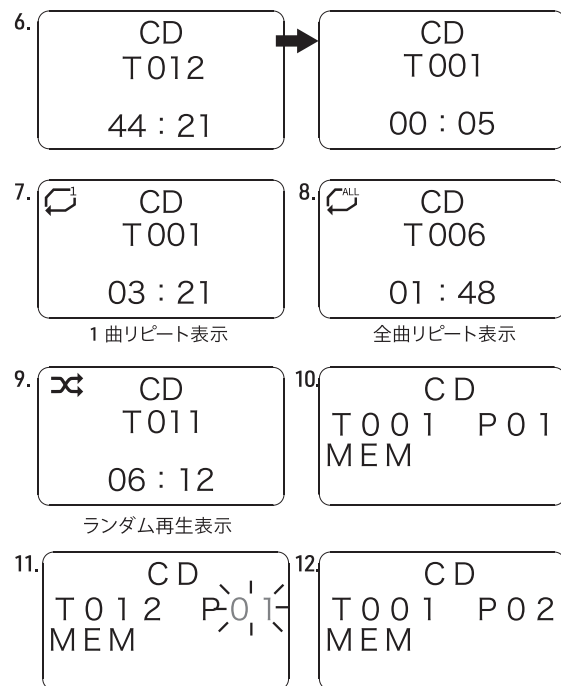 6.
CD
T012
44 : 21
CD
T001
00 : 05
7.
1
CD
T001
03 : 21
1 曲リピート表示
8.
ALL
CD
T006
01 : 48
全曲リピート表示
9.
CD
T011
06 : 12
ランダム再生表示
10.
CD
T001 P01
MEM
11.
CD
T012 P01
MEM
12.
CD
T001 P02
MEM